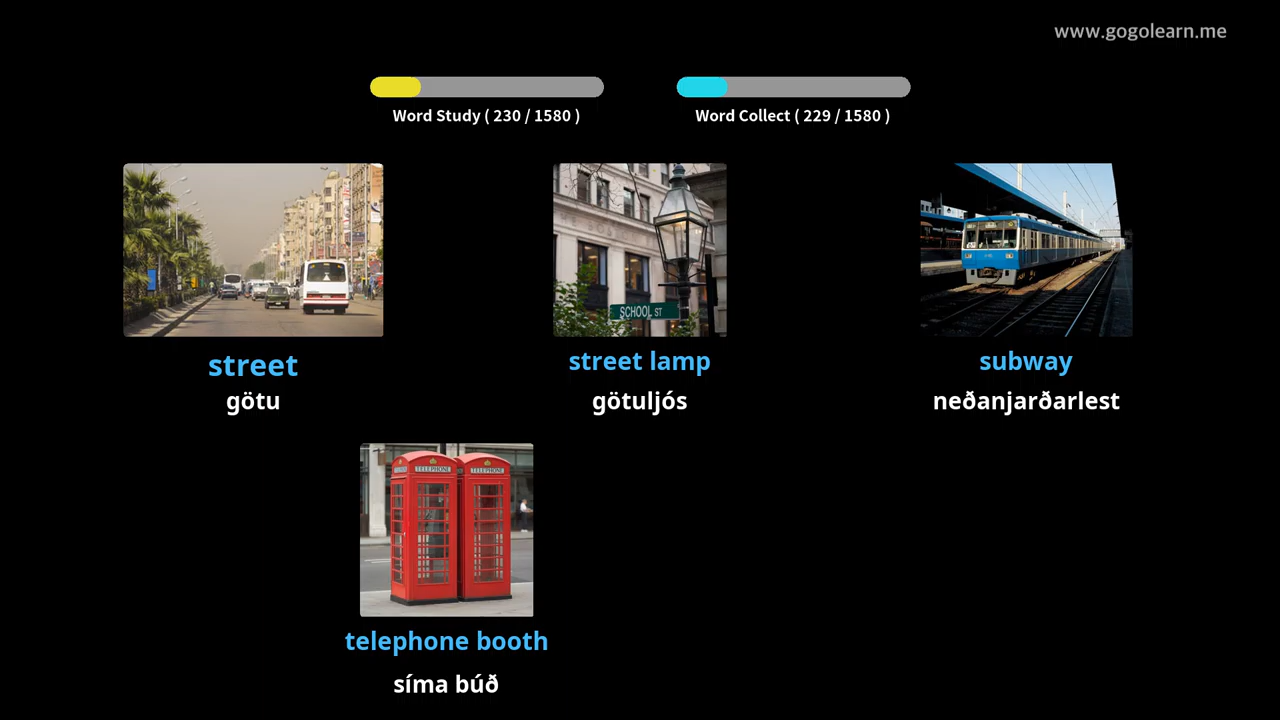 www.gogolearn.me
Word Study ( 230 / 1580 )
Word Collect ( 229 / 1580 )
SCHOOL ST
street
street lamp
subway
götu
götuljós
neðanjarðarlest
TELEPHONE
TELEPHONE
telephone booth
síma búð